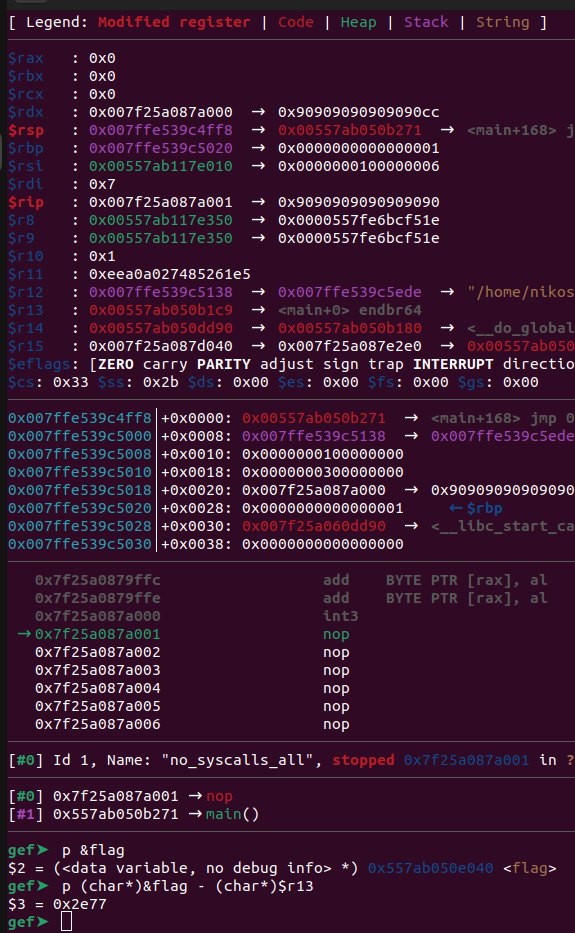 [ Legend: Modified register | Code | Heap | Stack | String ]
$rax   : 0x0
$rbx   : 0x0
$rcx   : 0x0
$rdx   : 0x007f25a087a000  →  0x90909090909090cc
$rsp   : 0x007ffe539c4ff8  →  0x00557ab050b271  →  <main+168> j
$rbp   : 0x007ffe539c5020  →  0x0000000000000001
$rsi   : 0x00557ab117e010  →  0x0000000100000006
$rdi   : 0x7
$rip   : 0x007f25a087a001  →  0x9090909090909090
$r8    : 0x00557ab117e350  →  0x0000557fe6bcf51e
$r9    : 0x00557ab117e350  →  0x0000557fe6bcf51e
$r10   : 0x1
$r11   : 0xeea0a027485261e5
$r12   : 0x007ffe539c5138  →  0x007ffe539c5ede  →  "/home/nikos
$r13   : 0x00557ab050b1c9  →  <main+0> endbr64
$r14   : 0x00557ab050dd90  →  0x00557ab050b180  →  <__do_global
$r15   : 0x007f25a087d040  →  0x007f25a087e2e0  →  0x00557ab050
$eflags: [ZERO carry PARITY adjust sign trap INTERRUPT directio
$cs: 0x33 $ss: 0x2b $ds: 0x00 $es: 0x00 $fs: 0x00 $gs: 0x00
0x007ffe539c4ff8│+0x0000: 0x00557ab050b271  →  <main+168> jmp 0
0x007ffe539c5000│+0x0008: 0x007ffe539c5138  →  0x007ffe539c5ede
0x007ffe539c5008│+0x0010: 0x0000000100000000
0x007ffe539c5010│+0x0018: 0x0000000300000000
0x007ffe539c5018│+0x0020: 0x007f25a087a000  →  0x90909090909090
0x007ffe539c5020│+0x0028: 0x0000000000000001    ← $rbp
0x007ffe539c5028│+0x0030: 0x007f25a060dd90  →  <__libc_start_ca
0x007ffe539c5030│+0x0038: 0x0000000000000000
0x7f25a0879ffc                  add    BYTE PTR [rax], al
0x7f25a0879ffe                  add    BYTE PTR [rax], al
0x7f25a087a000                  int3
→ 0x7f25a087a001                  nop
0x7f25a087a002                  nop
0x7f25a087a003                  nop
0x7f25a087a004                  nop
0x7f25a087a005                  nop
0x7f25a087a006                  nop
[#0] Id 1, Name: "no_syscalls_all", stopped 0x7f25a087a001 in ?
[#0] 0x7f25a087a001 → nop
[#1] 0x557ab050b271 → main()
gef➤  p &flag
$2 = (<data variable, no debug info> *) 0x557ab050e040 <flag>
gef➤  p (char*)&flag - (char*)$r13
$3 = 0x2e77
gef➤